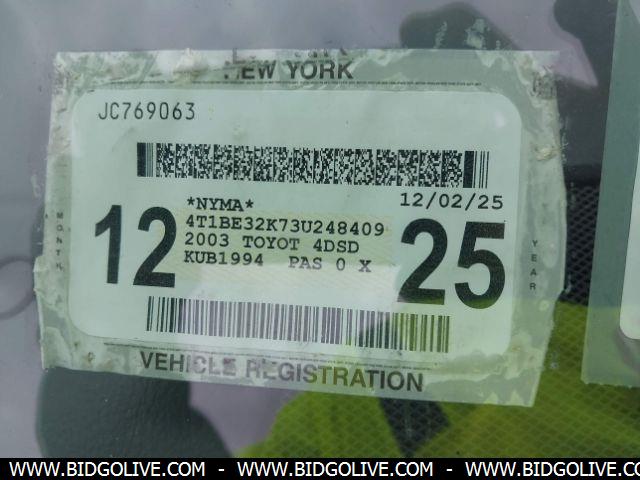 NEW YORK
JC769063
*NYMA* 12/02/25
4T1BE32K73U248409
2003 TOYOT 4DSD
KUB1994 PAS 0 X
MONTH 12
25 YEAR
VEHICLE REGISTRATION
WWW.BIDGOLIVE.COM - WWW.BIDGOLIVE.COM - WWW.BIDGOLIVE.COM